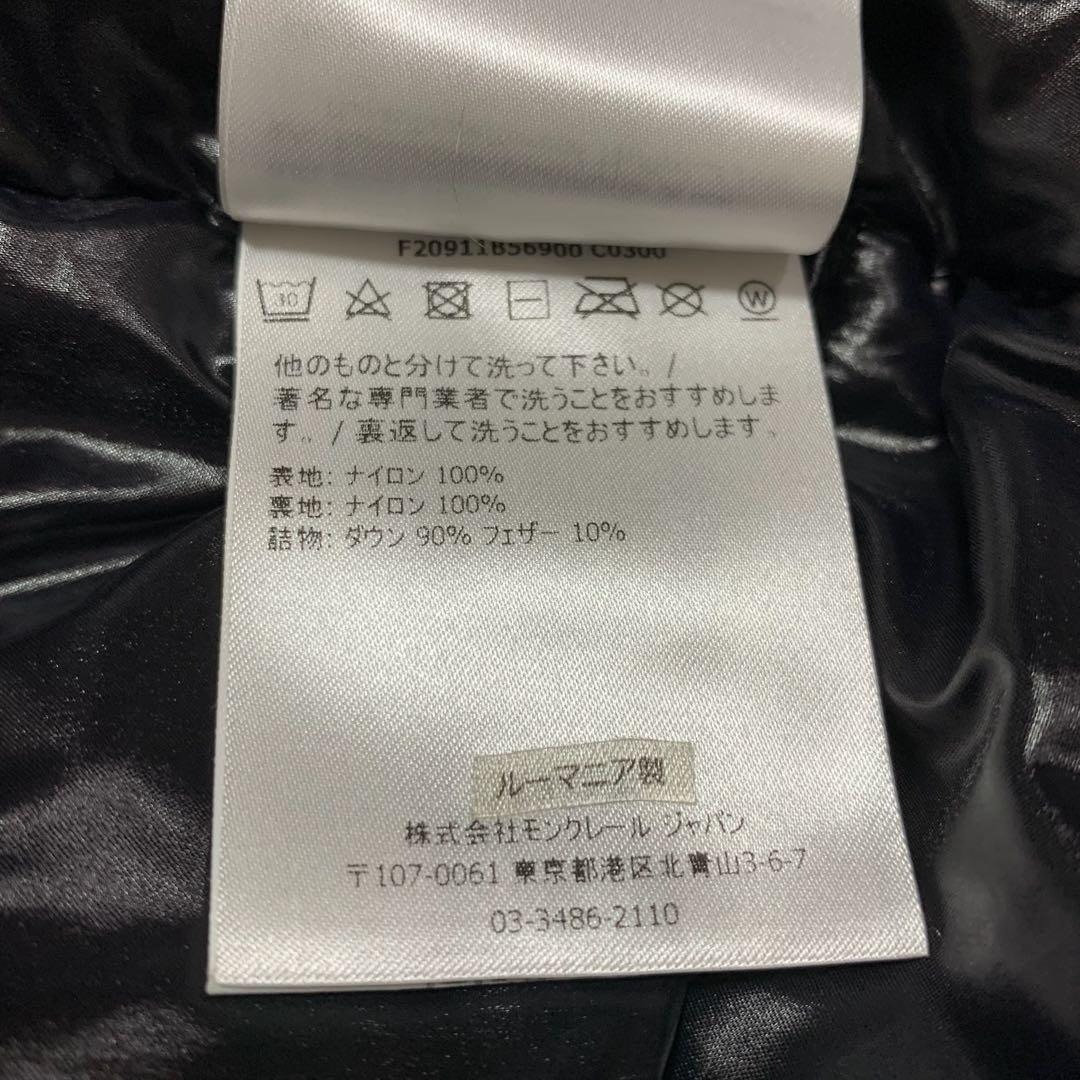 F20911B56900 C0300
30 W
他のものと分けて洗って下さい。/
著名な専門業者で洗うことをおすすめしま
す。/ 裏返して洗うことをおすすめします。
表地: ナイロン 100%
裏地: ナイロン 100%
詰物: ダウン 90% フェザー 10%
ルーマニア製
株式会社モンクレール ジャパン
〒107-0061 東京都港区北青山3-6-7
03-3486-2110